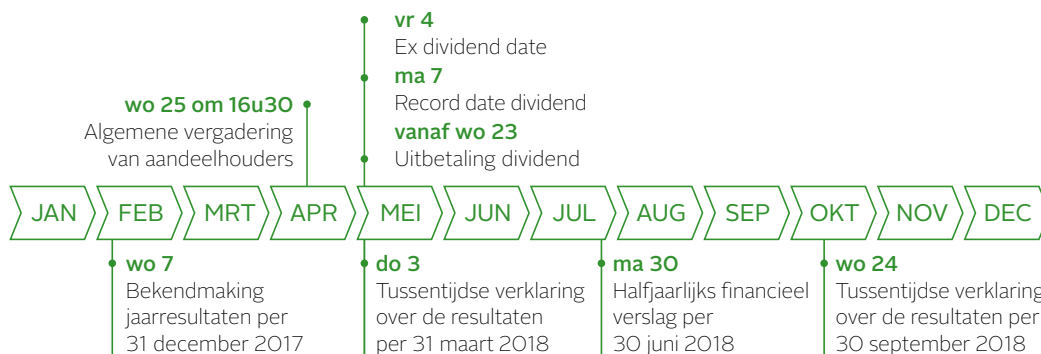 vr 4
Ex dividend date
ma 7
Record date dividend
vanaf wo 23
Uitbetaling dividend
wo 25 om 16u30
Algemene vergadering
van aandeelhouders
JAN FEB MRT APR MEI JUN JUL AUG SEP OKT NOV DEC
wo 7
Bekendmaking
jaarresultaten per
31 december 2017
do 3
Tussentijdse verklaring
over de resultaten
per 31 maart 2018
ma 30
Halfjaarlijks financieel
verslag per
30 juni 2018
wo 24
Tussentijdse verklaring
over de resultaten per
30 september 2018